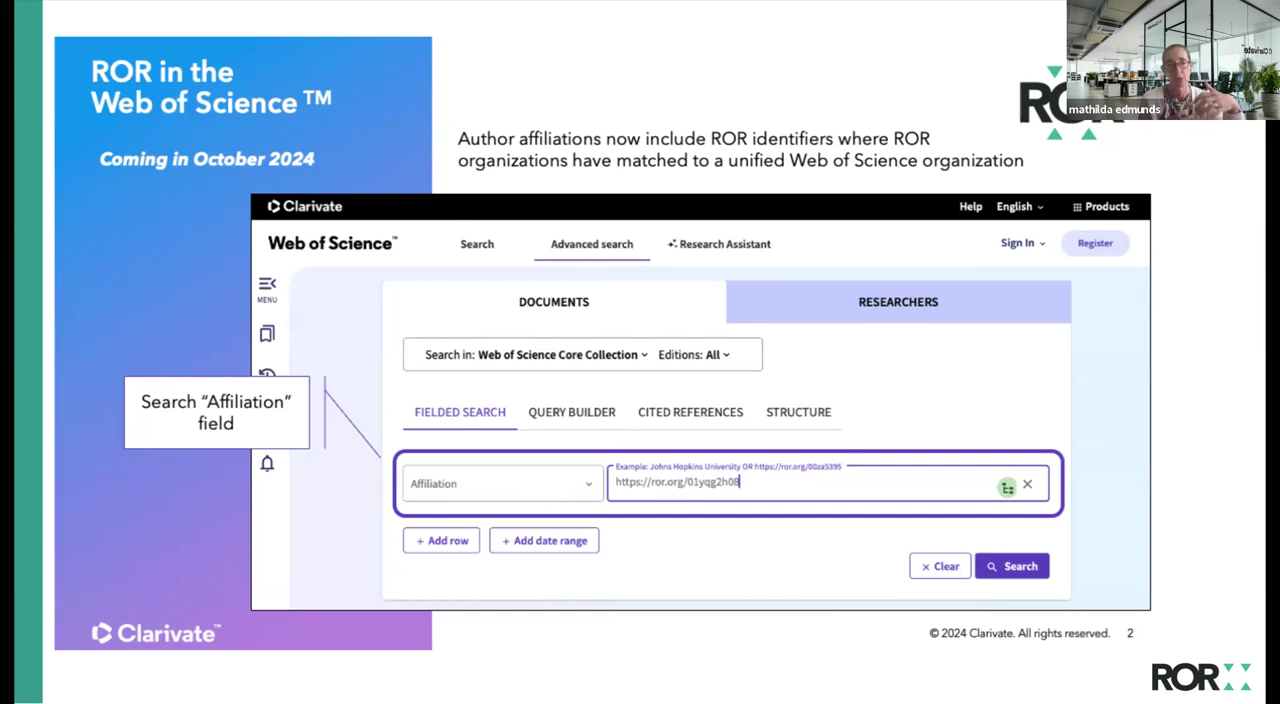 ROR in the
Web of Science™
Coming in October 2024
Author affiliations now include ROR identifiers where ROR
organizations have matched to a unified Web of Science organization
ROR
mathilda edmunds
Clarivate
Clarivate
Help English Products
Web of Science™
Search Advanced search Research Assistant
Sign In Register
MENU
DOCUMENTS RESEARCHERS
Search in: Web of Science Core Collection Editions: All
FIELDED SEARCH QUERY BUILDER CITED REFERENCES STRUCTURE
Search “Affiliation”
field
Example: Johns Hopkins University OR https://ror.org/00za5395
Affiliation https://ror.org/01yqg2h08
+ Add row + Add date range
× Clear Search
Clarivate™
© 2024 Clarivate. All rights reserved. 2
ROR